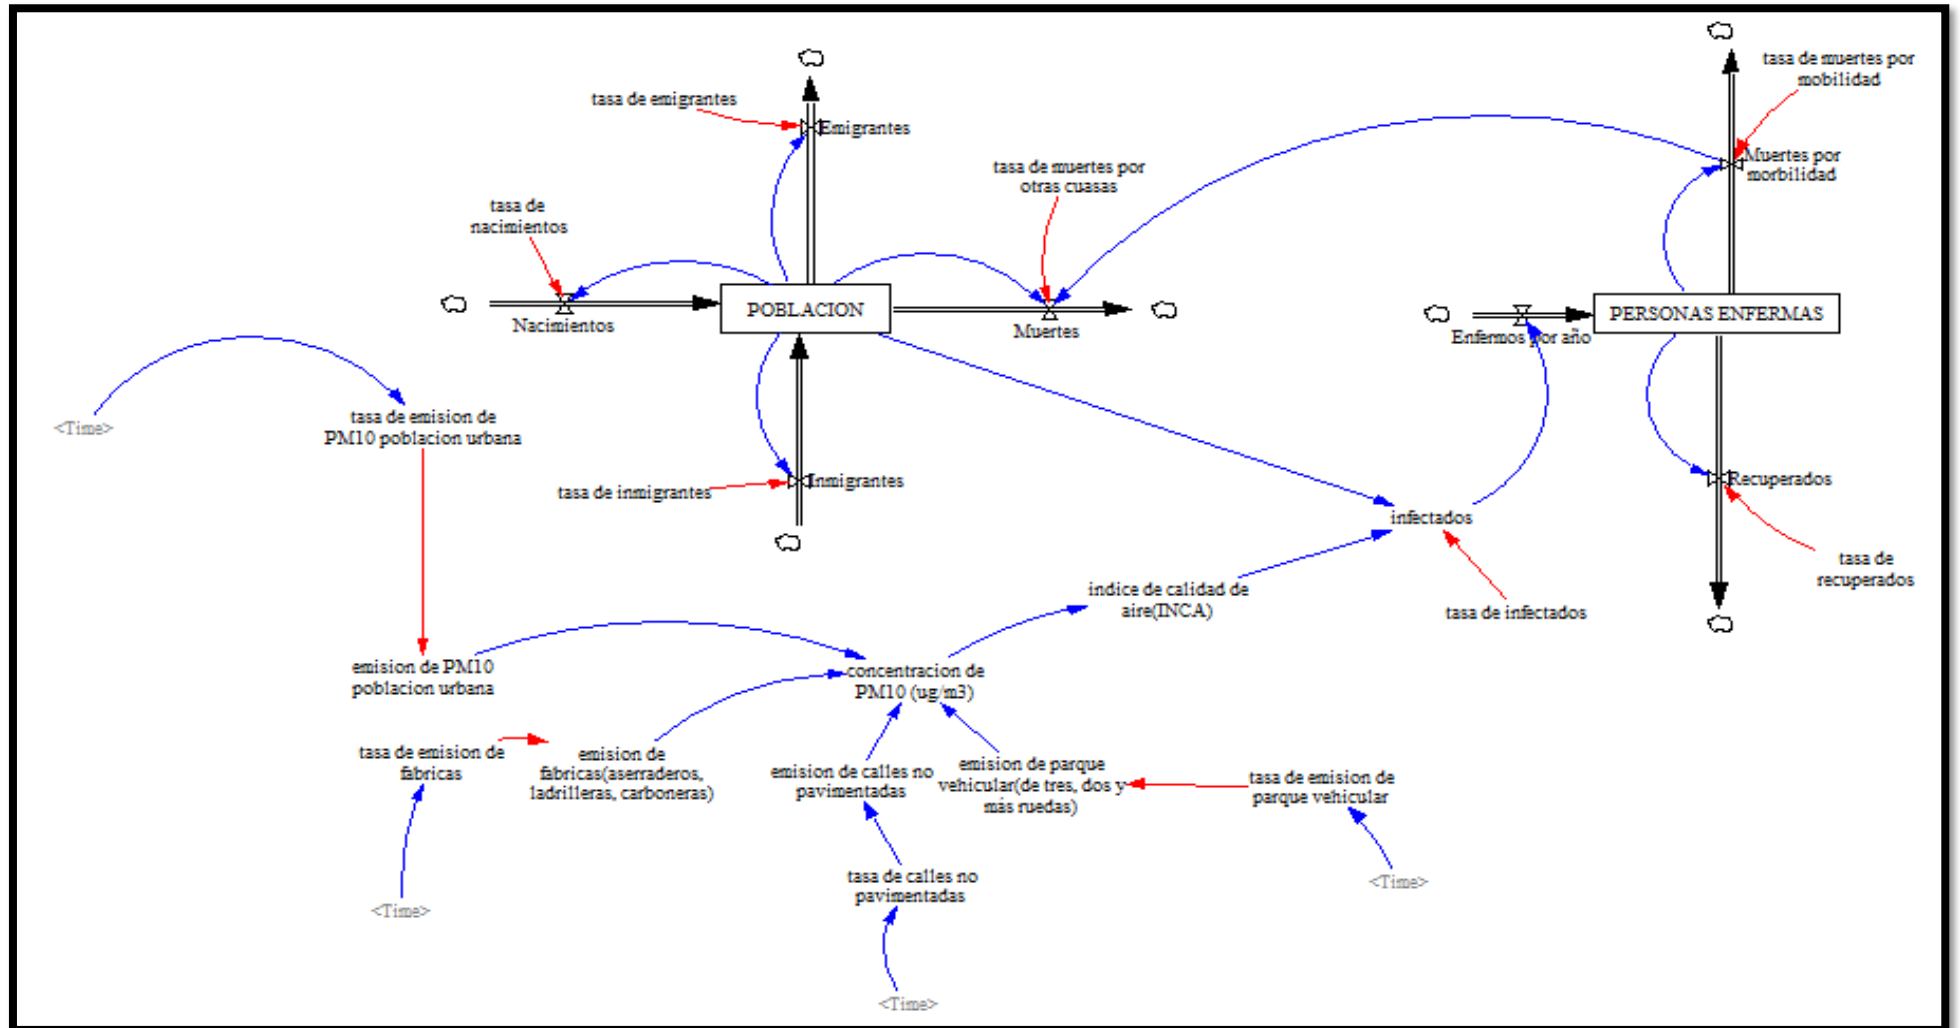 tasa de muertes por
mobilidad
tasa de emigrantes
Emigrantes
tasa de muertes por
otras cuasas
Muertes por
morbilidad
tasa de
nacimientos
POBLACION
PERSONAS ENFERMAS
Nacimientos
Muertes
Enfermos por año
tasa de emision de
PM10 poblacion urbana
<Time>
Inmigrantes
tasa de inmigrantes
Recuperados
infectados
tasa de
recuperados
indice de calidad de
aire(INCA)
tasa de infectados
emision de PM10
poblacion urbana
concentracion de
PM10 (ug/m3)
tasa de emision de
fabricas
emision de
fabricas(aserraderos,
ladrilleras, carboneras)
emision de calles no
pavimentadas
emision de parque
vehicular(de tres, dos y
más ruedas)
tasa de emision de
parque vehicular
tasa de calles no
pavimentadas
<Time>
<Time>
<Time>